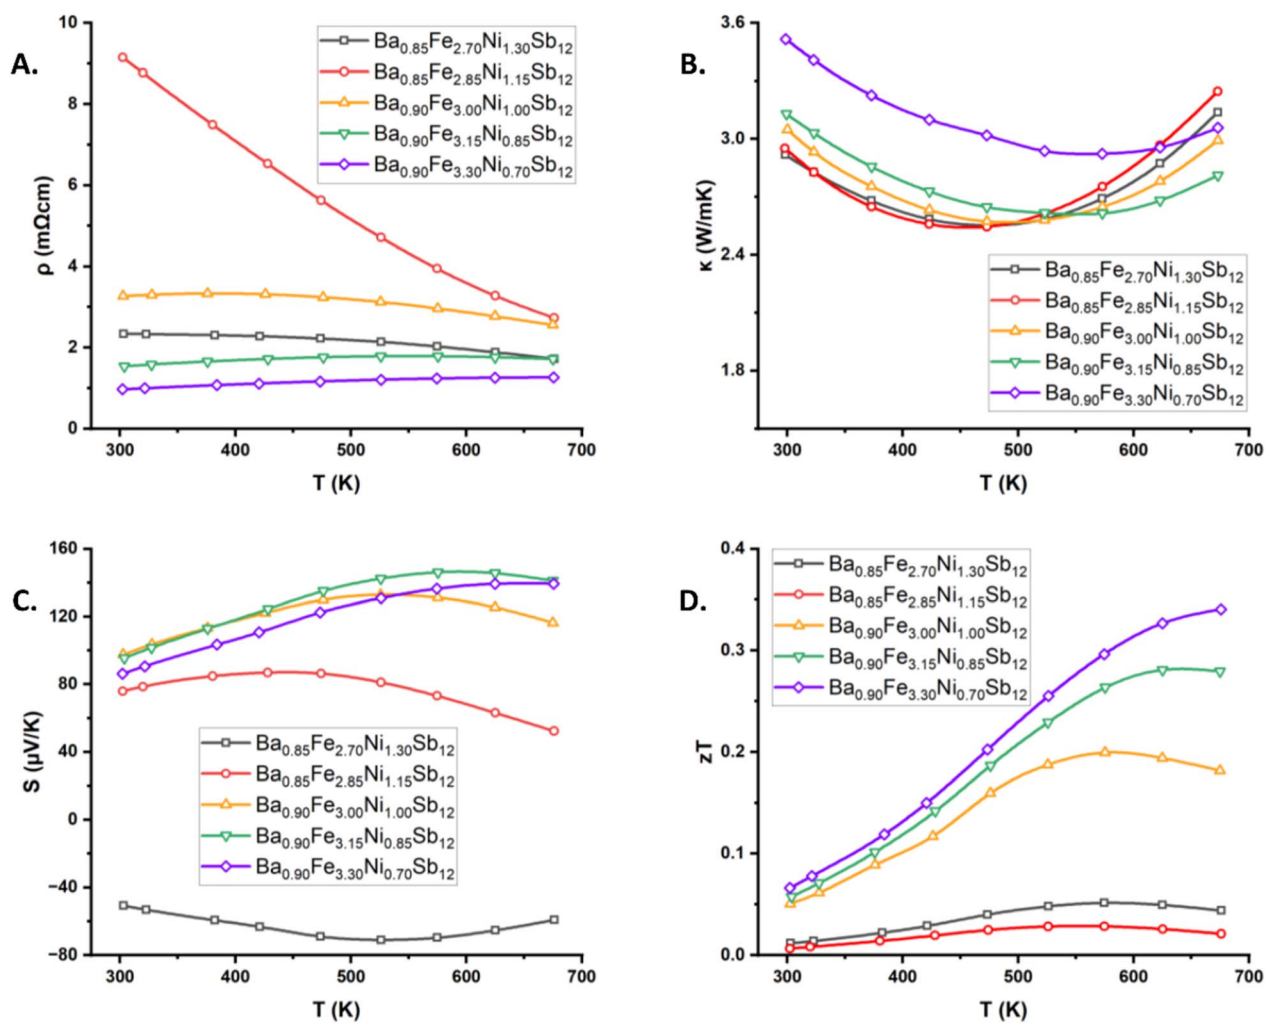 A.
10
8
6
4
2
0
ρ (mΩcm)
300 400 500 600 700
T (K)
Ba0.85Fe2.70Ni1.30Sb12
Ba0.85Fe2.85Ni1.15Sb12
Ba0.90Fe3.00Ni1.00Sb12
Ba0.90Fe3.15Ni0.85Sb12
Ba0.90Fe3.30Ni0.70Sb12
B.
3.6
3.0
2.4
1.8
κ (W/mK)
300 400 500 600 700
T (K)
Ba0.85Fe2.70Ni1.30Sb12
Ba0.85Fe2.85Ni1.15Sb12
Ba0.90Fe3.00Ni1.00Sb12
Ba0.90Fe3.15Ni0.85Sb12
Ba0.90Fe3.30Ni0.70Sb12
C.
160
120
80
40
0
−40
−80
S (μV/K)
300 400 500 600 700
T (K)
Ba0.85Fe2.70Ni1.30Sb12
Ba0.85Fe2.85Ni1.15Sb12
Ba0.90Fe3.00Ni1.00Sb12
Ba0.90Fe3.15Ni0.85Sb12
Ba0.90Fe3.30Ni0.70Sb12
D.
0.4
0.3
0.2
0.1
0.0
zT
300 400 500 600 700
T (K)
Ba0.85Fe2.70Ni1.30Sb12
Ba0.85Fe2.85Ni1.15Sb12
Ba0.90Fe3.00Ni1.00Sb12
Ba0.90Fe3.15Ni0.85Sb12
Ba0.90Fe3.30Ni0.70Sb12